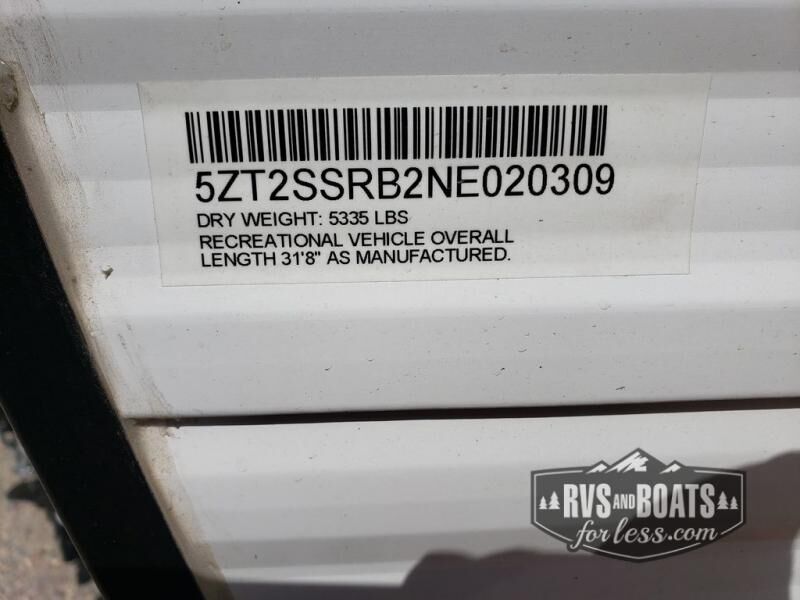 5ZT2SSRB2NE020309
DRY WEIGHT: 5335 LBS
RECREATIONAL VEHICLE OVERALL
LENGTH 31'8" AS MANUFACTURED.
RVS AND BOATS
for less.com